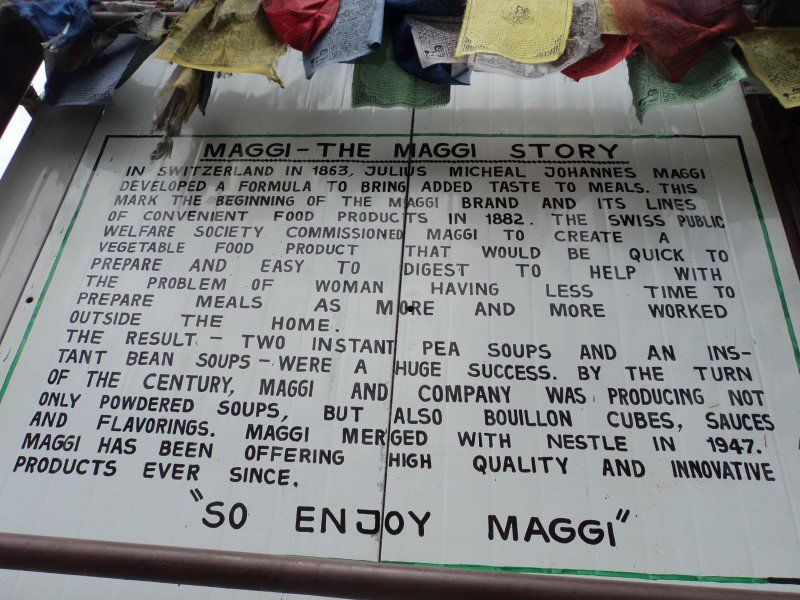 MAGGI - THE MAGGI STORY
IN SWITZERLAND IN 1863, JULIUS MICHEAL JOHANNES MAGGI
DEVELOPED A FORMULA TO BRING ADDED TASTE TO MEALS. THIS
MARK THE BEGINNING OF THE MAGGI BRAND AND ITS LINES
OF CONVENIENT FOOD PRODUCTS IN 1882. THE SWISS PUBLIC
WELFARE SOCIETY COMMISSIONED MAGGI TO CREATE A
VEGETABLE FOOD PRODUCT THAT WOULD BE QUICK TO
PREPARE AND EASY TO DIGEST TO HELP WITH
THE PROBLEM OF WOMAN HAVING LESS TIME TO
PREPARE MEALS AS MORE AND MORE WORKED
OUTSIDE THE HOME.
THE RESULT - TWO INSTANT PEA SOUPS AND AN INS-
TANT BEAN SOUPS - WERE A HUGE SUCCESS. BY THE TURN
OF THE CENTURY, MAGGI AND COMPANY WAS PRODUCING NOT
ONLY POWDERED SOUPS, BUT ALSO BOUILLON CUBES, SAUCES
AND FLAVORINGS. MAGGI MERGED WITH NESTLE IN 1947.
MAGGI HAS BEEN OFFERING HIGH QUALITY AND INNOVATIVE
PRODUCTS EVER SINCE.
"SO ENJOY MAGGI"